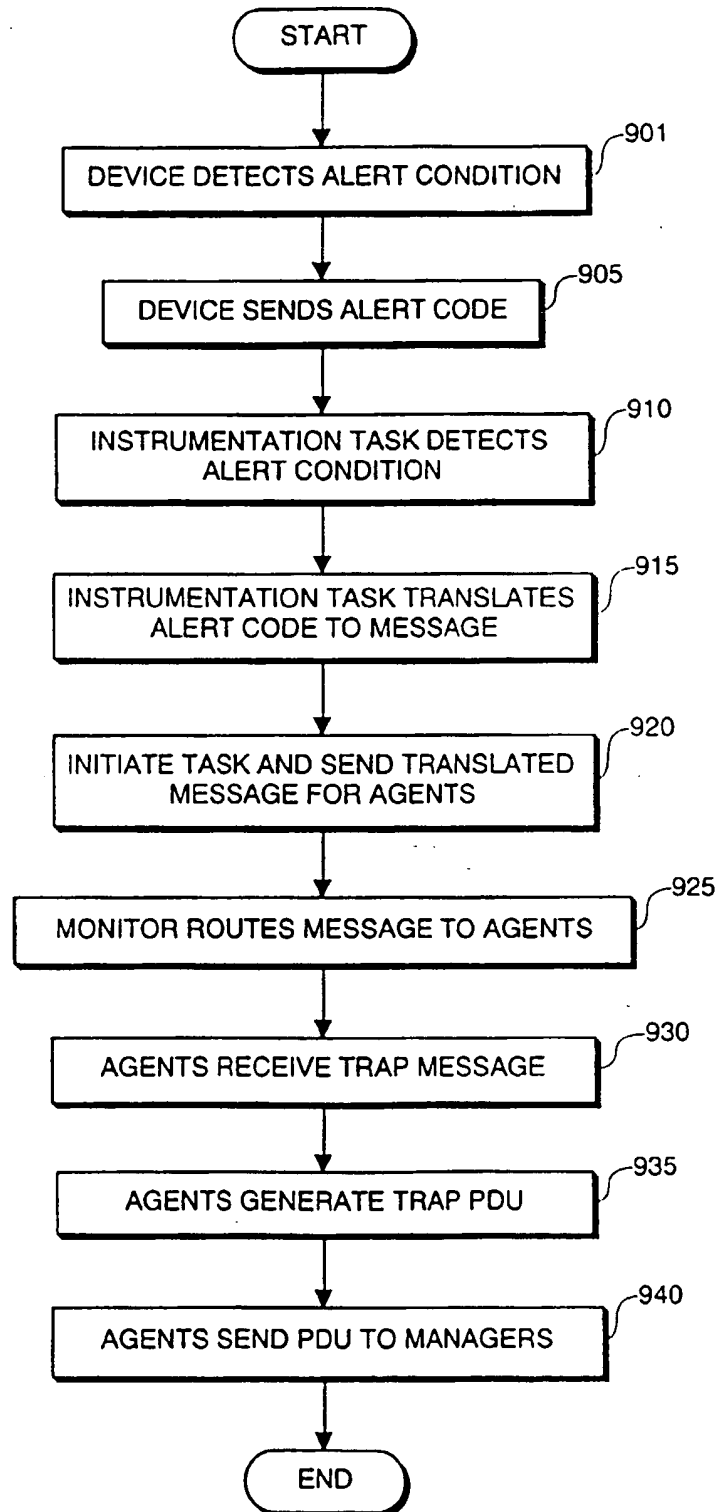 START
901
DEVICE DETECTS ALERT CONDITION
905
DEVICE SENDS ALERT CODE
910
INSTRUMENTATION TASK DETECTS
ALERT CONDITION
915
INSTRUMENTATION TASK TRANSLATES
ALERT CODE TO MESSAGE
920
INITIATE TASK AND SEND TRANSLATED
MESSAGE FOR AGENTS
925
MONITOR ROUTES MESSAGE TO AGENTS
930
AGENTS RECEIVE TRAP MESSAGE
935
AGENTS GENERATE TRAP PDU
940
AGENTS SEND PDU TO MANAGERS
END